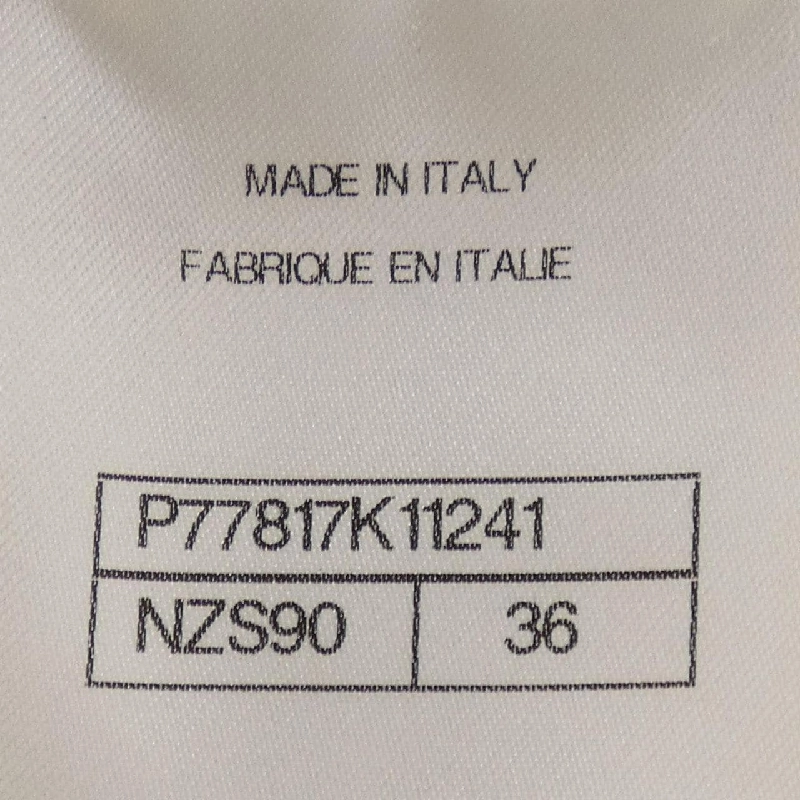 MADE IN ITALY
FABRIQUE EN ITALIE
P77817K11241
NZS90 36